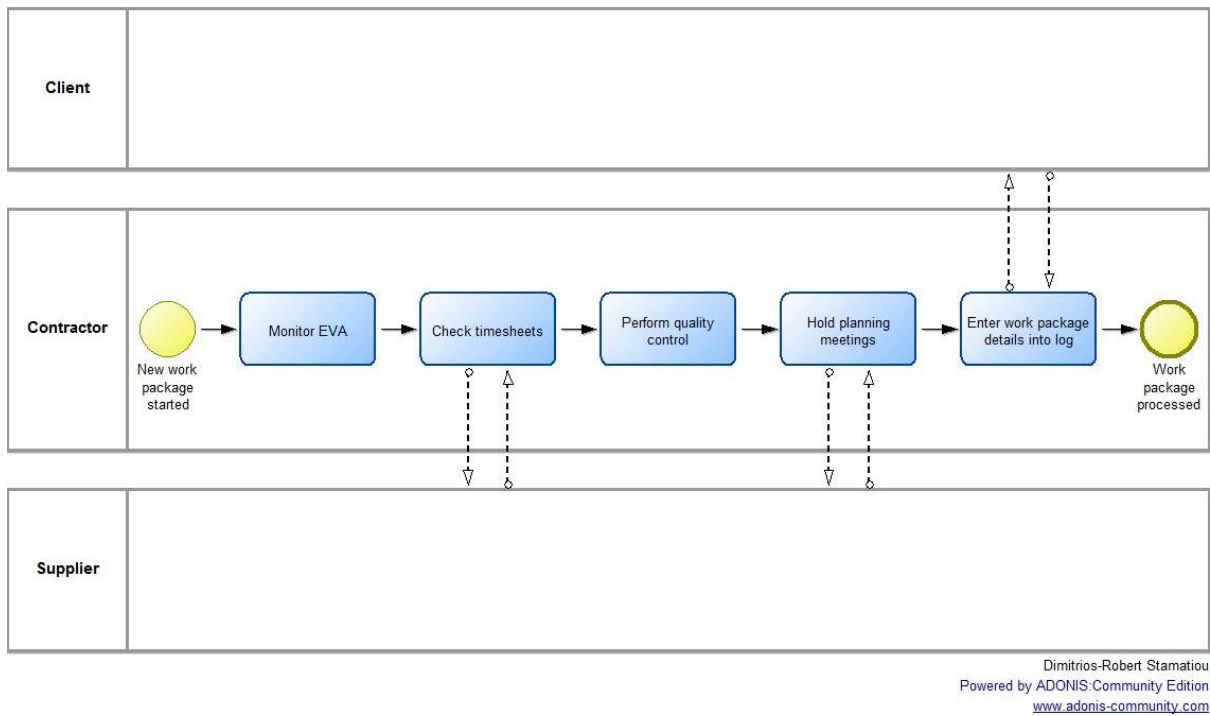 Client
Contractor
New work
package
started
Monitor EVA
Check timesheets
Perform quality
control
Hold planning
meetings
Enter work package
details into log
Work
package
processed
Supplier
Dimitrios-Robert Stamatiou
Powered by ADONIS:Community Edition
www.adonis-community.com